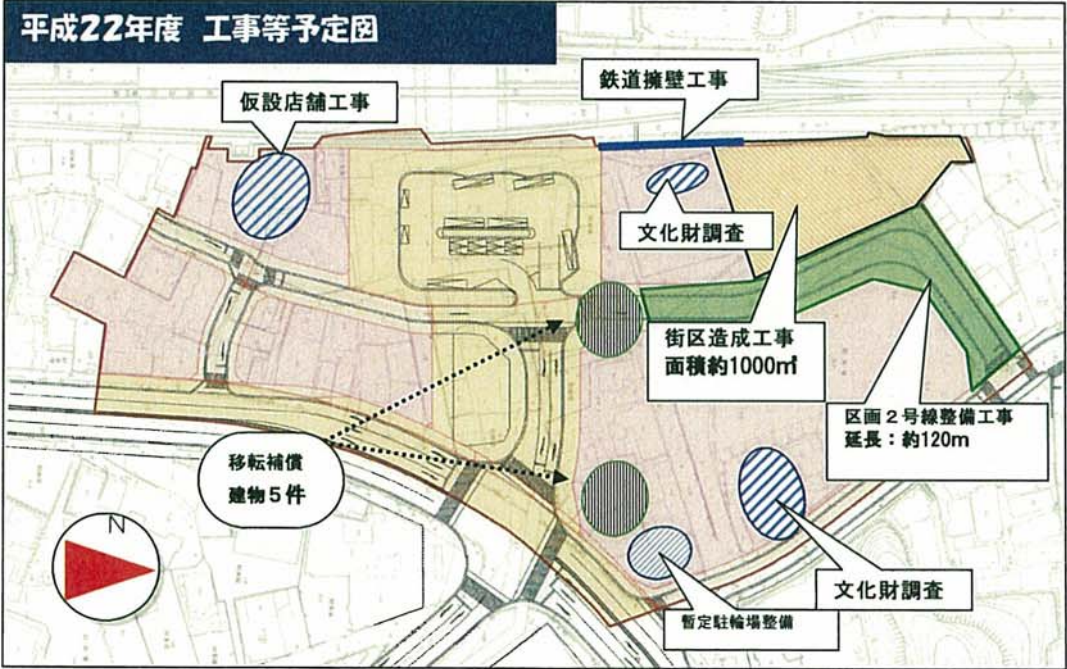 平成22年度 工事等予定図
鉄道擁壁工事
仮設店舗工事
文化財調査
街区造成工事
面積約1000㎡
区画2号線整備工事
延長：約120m
移転補償
建物5件
N
文化財調査
暫定駐輪場整備